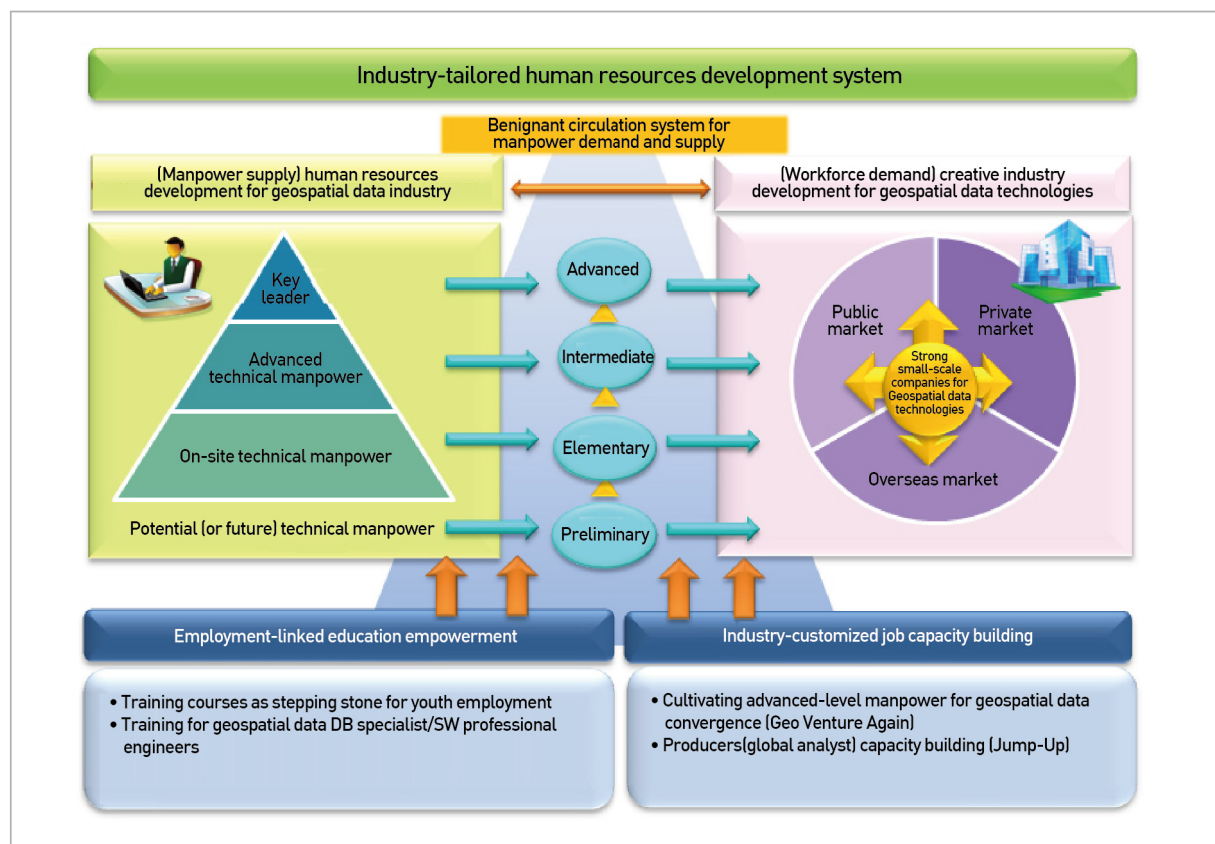 Industry-tailored human resources development system
Benignant circulation system for
manpower demand and supply
(Manpower supply) human resources
development for geospatial data industry
(Workforce demand) creative industry
development for geospatial data technologies
Key
leader
Advanced
technical manpower
On-site technical manpower
Potential (or future) technical manpower
Advanced
Intermediate
Elementary
Preliminary
Public
market
Private
market
Strong
small-scale
companies for
Geospatial data
technologies
Overseas market
Employment-linked education empowerment
• Training courses as stepping stone for youth employment
• Training for geospatial data DB specialist/SW professional
engineers
Industry-customized job capacity building
• Cultivating advanced-level manpower for geospatial data
convergence (Geo Venture Again)
• Producers(global analyst) capacity building (Jump-Up)